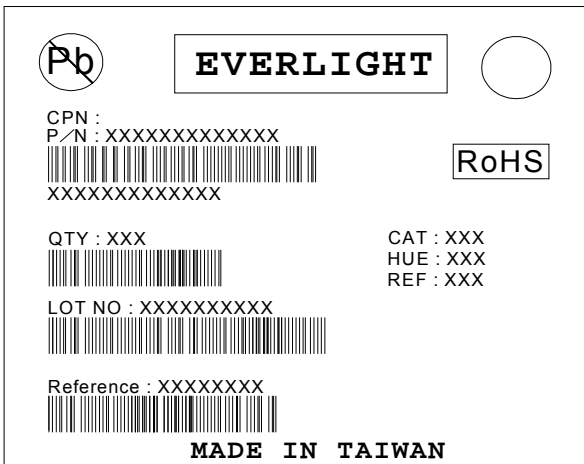 Pb
EVERLIGHT
CPN :
P/N : XXXXXXXXXXXXX
RoHS
XXXXXXXXXXXXX
QTY : XXX
CAT : XXX
HUE : XXX
REF : XXX
LOT NO : XXXXXXXXXX
Reference : XXXXXXXX
MADE IN TAIWAN